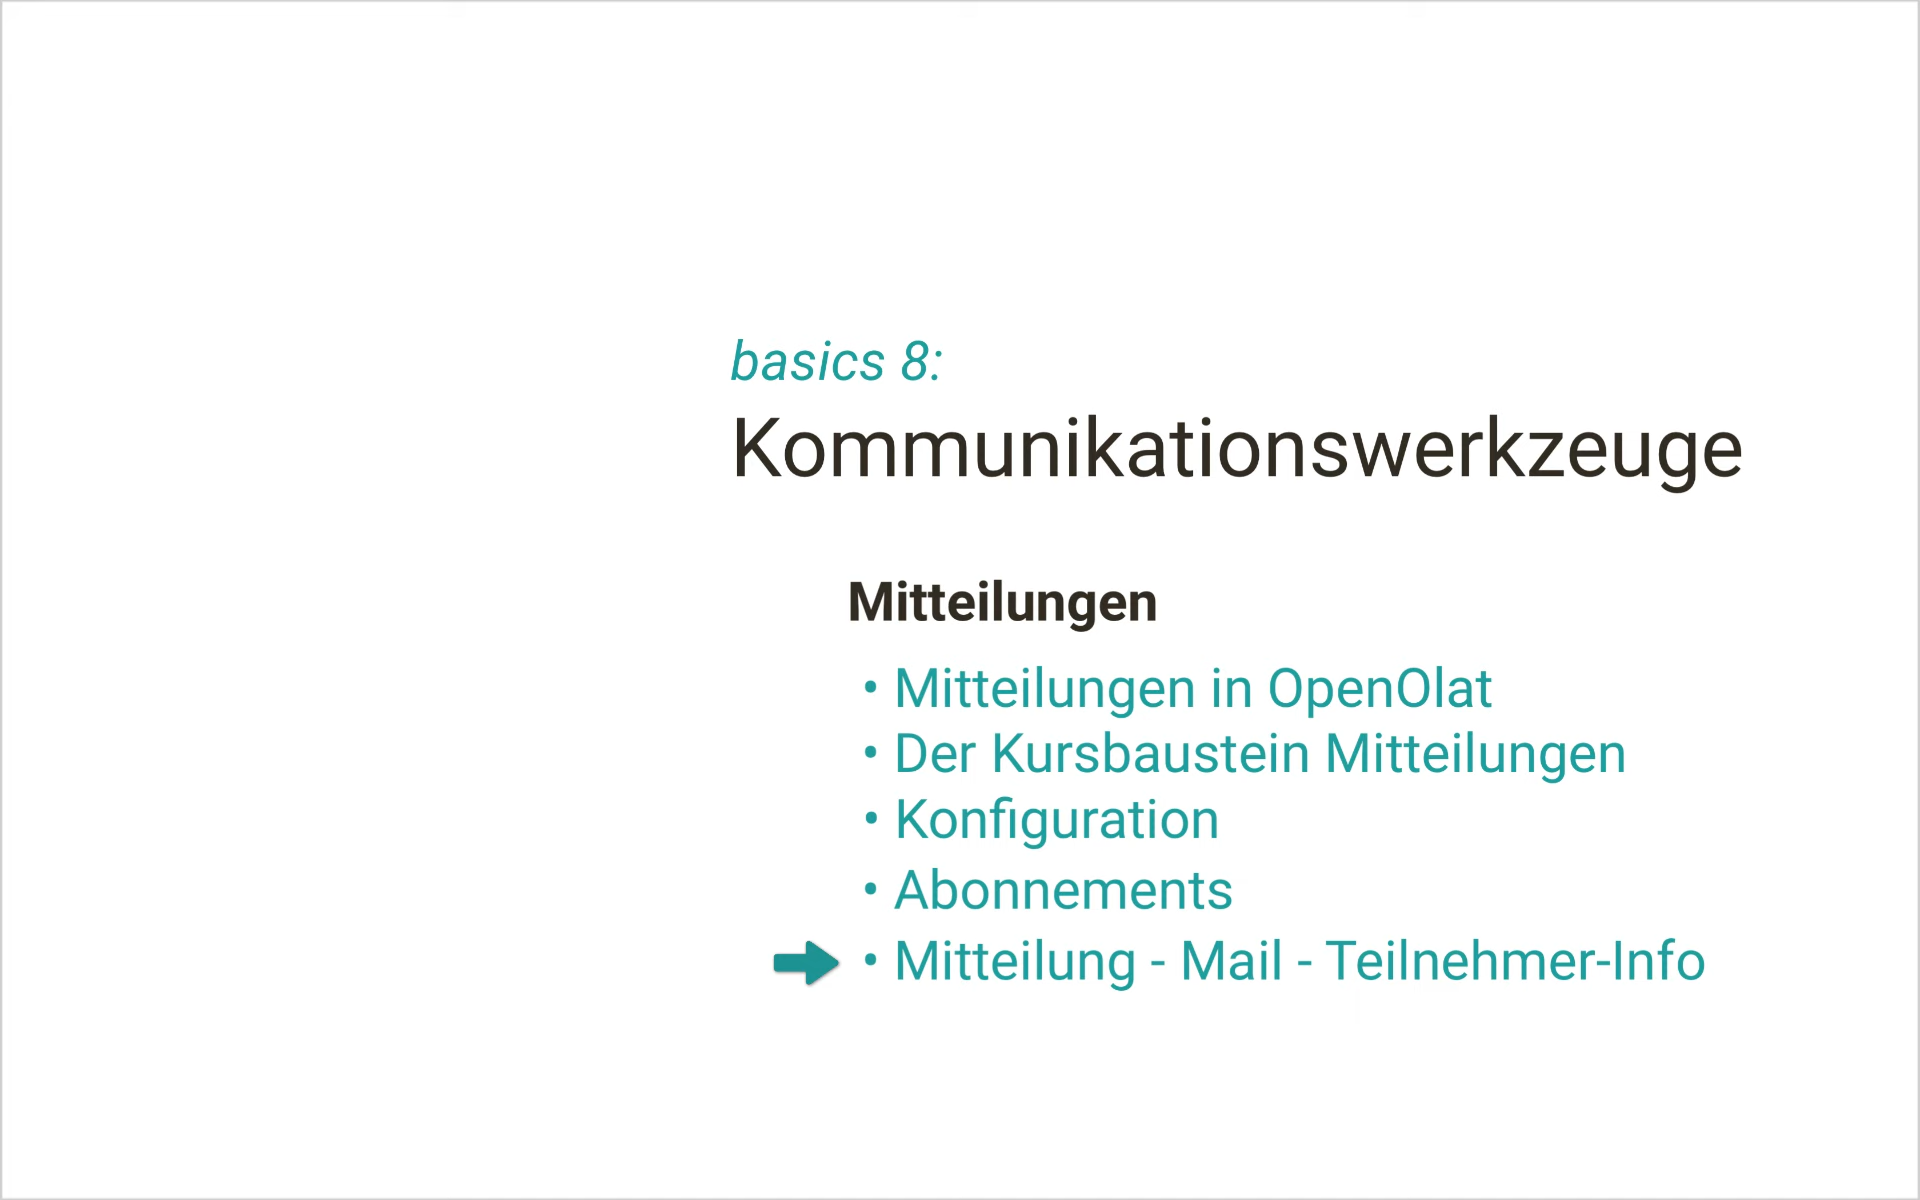 basics 8:
Kommunikationswerkzeuge
Mitteilungen
• Mitteilungen in OpenOlat
• Der Kursbaustein Mitteilungen
• Konfiguration
• Abonnements
• Mitteilung - Mail - Teilnehmer-Info